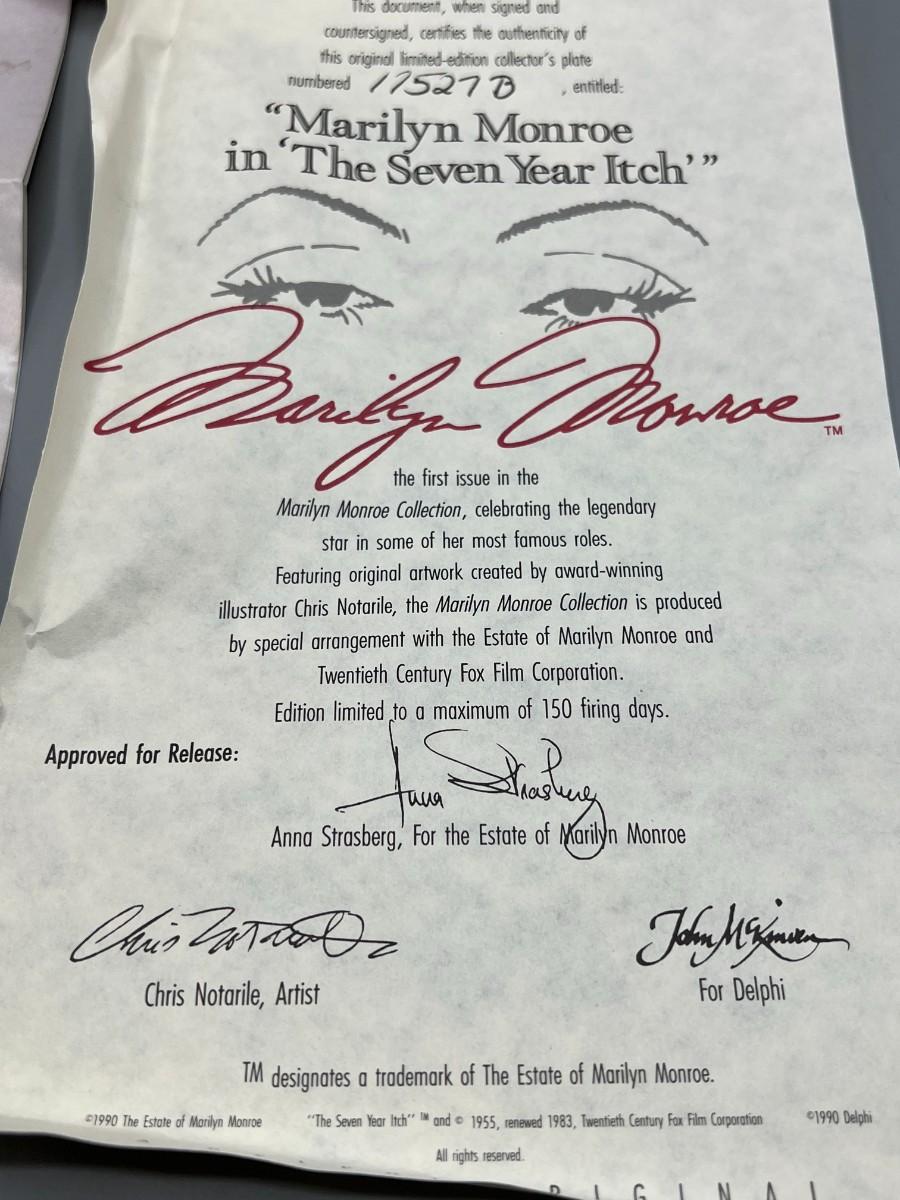 This document, when signed and
countersigned, certifies the authenticity of
this original limited-edition collector's plate
numbered 17527B , entitled:
"Marilyn Monroe
in 'The Seven Year Itch'"
Marilyn Monroe TM
the first issue in the
Marilyn Monroe Collection, celebrating the legendary
star in some of her most famous roles.
Featuring original artwork created by award-winning
illustrator Chris Notarile, the Marilyn Monroe Collection is produced
by special arrangement with the Estate of Marilyn Monroe and
Twentieth Century Fox Film Corporation.
Edition limited to a maximum of 150 firing days.
Approved for Release:
Anna Strasberg
Anna Strasberg, For the Estate of Marilyn Monroe
Chris Notarile John McKinven
Chris Notarile, Artist For Delphi
TM designates a trademark of The Estate of Marilyn Monroe.
©1990 The Estate of Marilyn Monroe "The Seven Year Itch" ™ and © 1955, renewed 1983, Twentieth Century Fox Film Corporation ©1990 Delphi
All rights reserved.